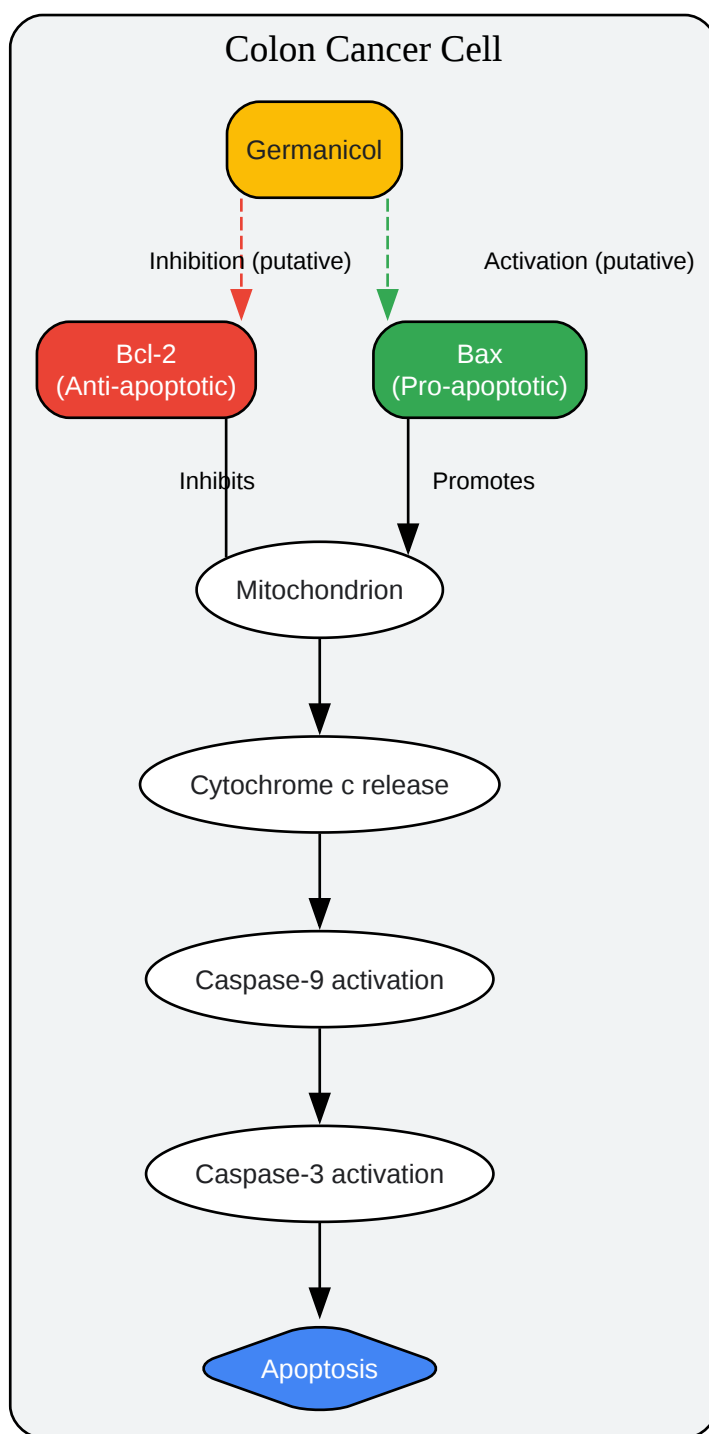 Colon Cancer Cell
Germanicol
Inhibition (putative)
Activation (putative)
Bcl-2
(Anti-apoptotic)
Bax
(Pro-apoptotic)
Inhibits
Promotes
Mitochondrion
Cytochrome c release
Caspase-9 activation
Caspase-3 activation
Apoptosis